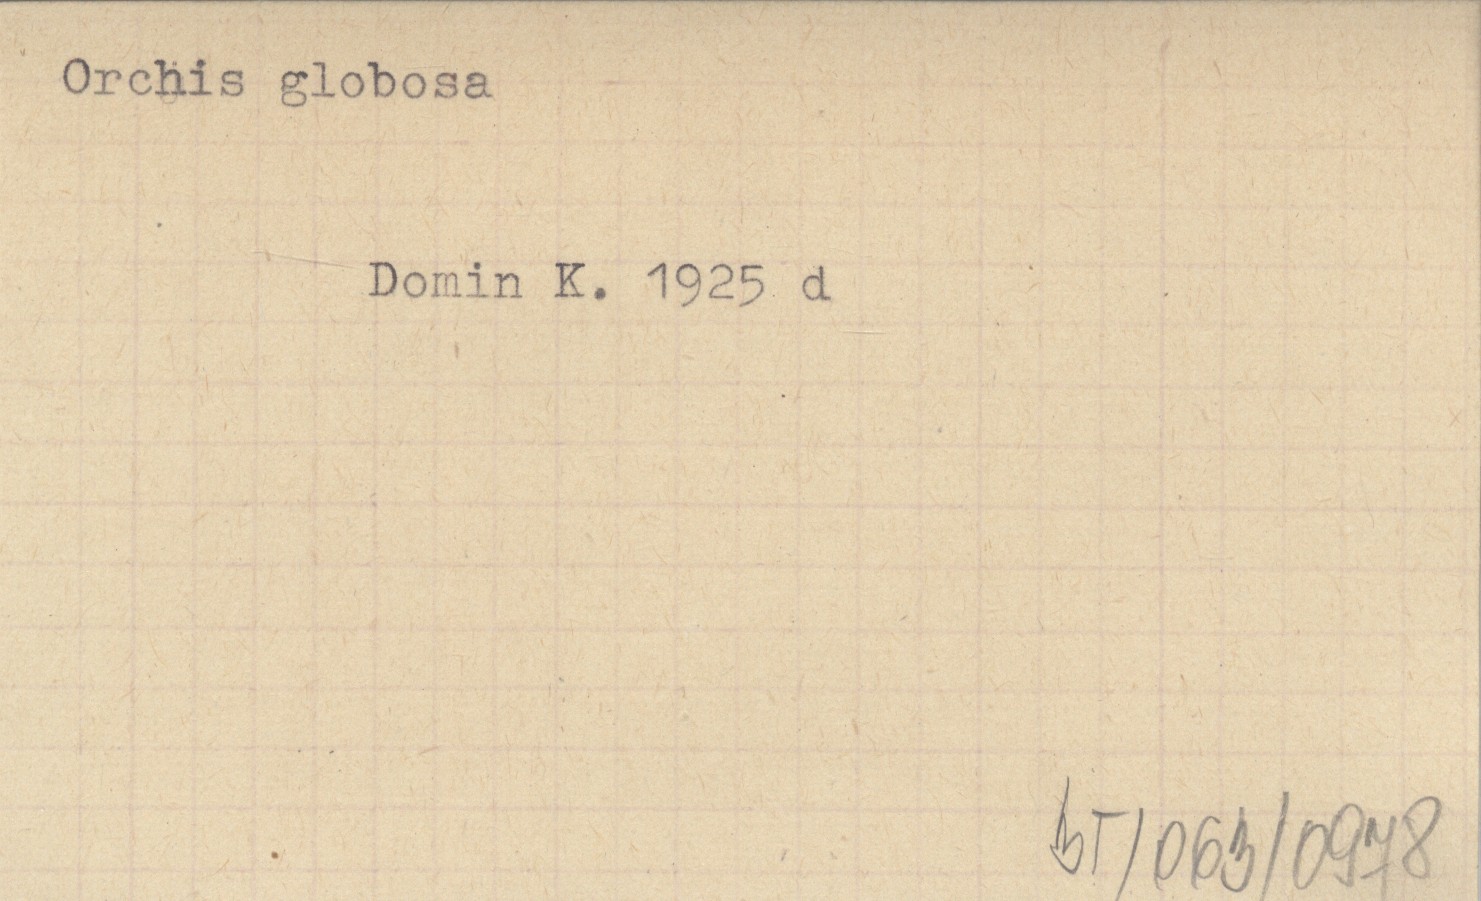 Orchis globosa
Domin K. 1925 d
BT/063/0978